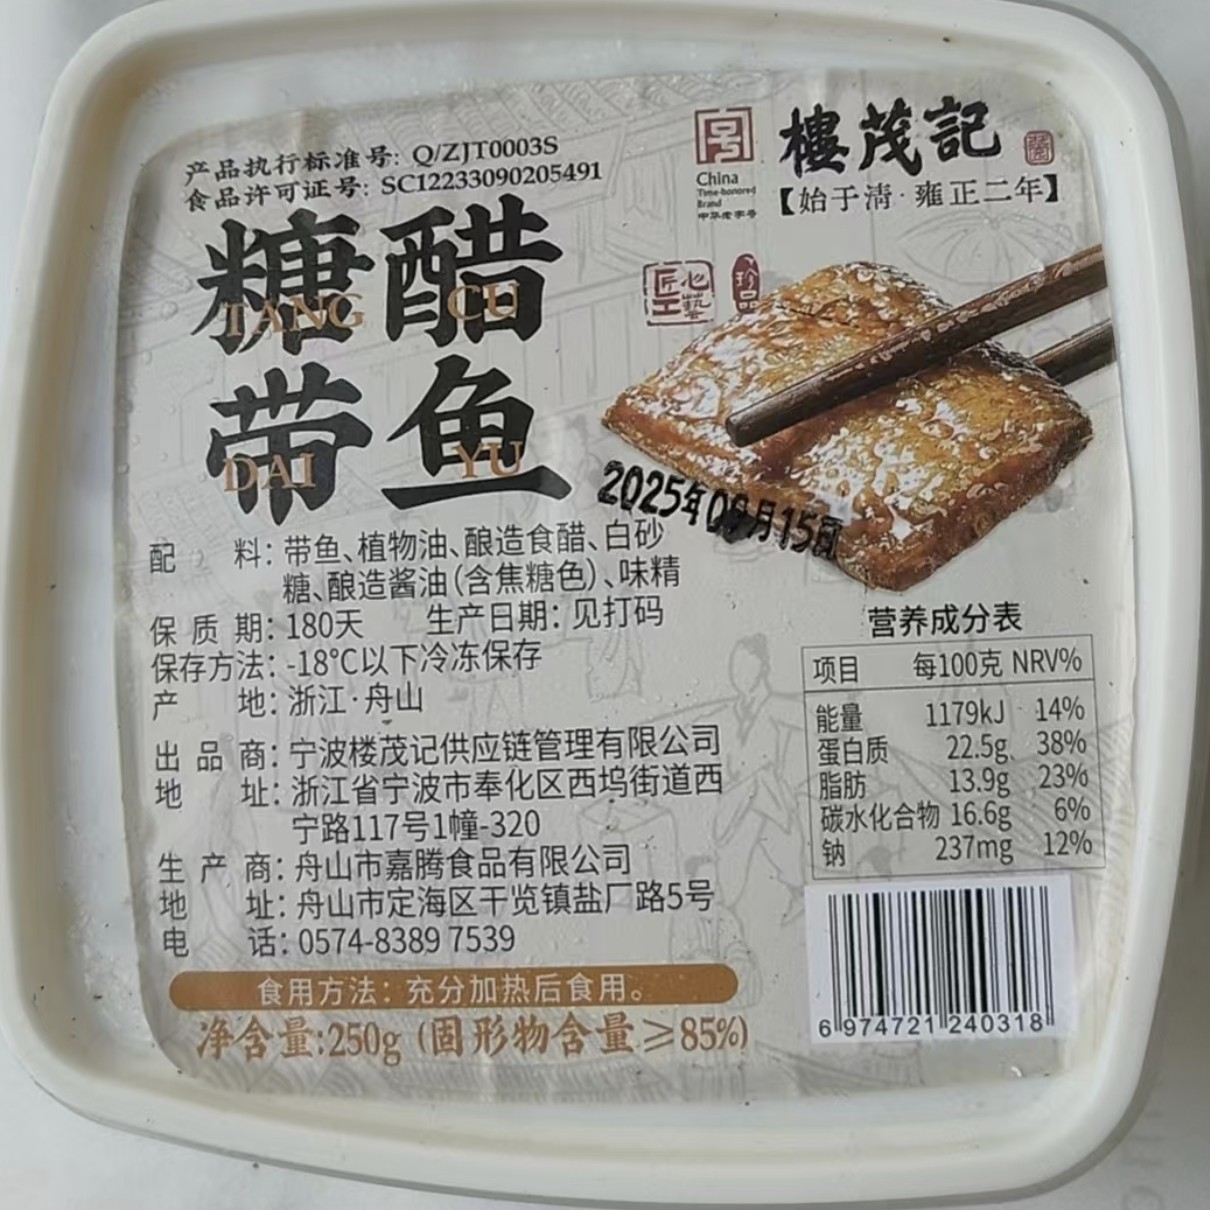 产品执行标准号: Q/ZJT0003S
食品许可证号: SC12233090205491
China
Time-honored
Brand
中华老字号
樓茂記
【始于清·雍正二年】
糖醋
TANG CU
带鱼
DAI YU
匠心
工藝
珍品
2025年09月15日
配 料: 带鱼、植物油、酿造食醋、白砂
糖、酿造酱油(含焦糖色)、味精
保质期: 180天 生产日期: 见打码
保存方法: -18℃以下冷冻保存
产 地: 浙江·舟山
出品商: 宁波楼茂记供应链管理有限公司
地 址: 浙江省宁波市奉化区西坞街道西
宁路117号1幢-320
生产商: 舟山市嘉腾食品有限公司
地 址: 舟山市定海区干览镇盐厂路5号
电 话: 0574-8389 7539
食用方法: 充分加热后食用。
净含量:250g (固形物含量≥85%)
营养成分表
项目 每100克 NRV%
能量 1179kJ 14%
蛋白质 22.5g 38%
脂肪 13.9g 23%
碳水化合物 16.6g 6%
钠 237mg 12%
6 974721 240318